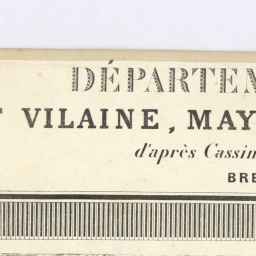 DÉPARTEM
T VILAINE, MAY
d'après Cassin
BRE